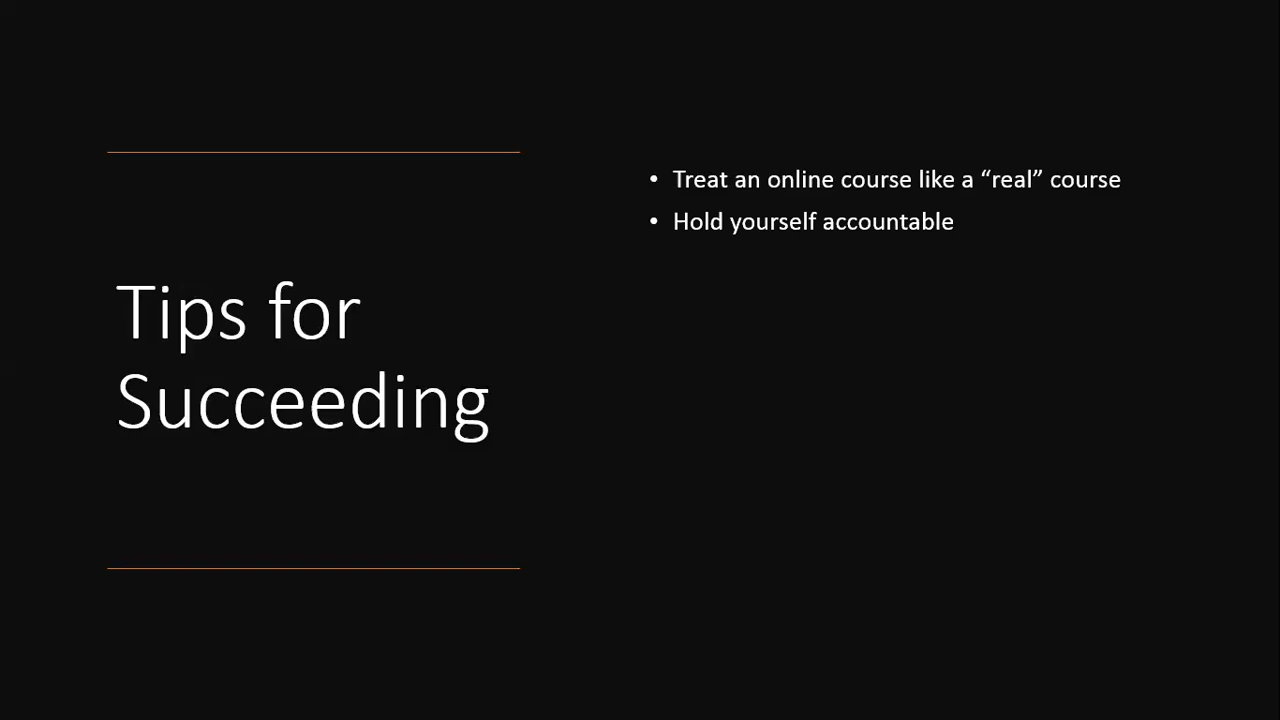 Tips for
Succeeding
• Treat an online course like a “real” course
• Hold yourself accountable